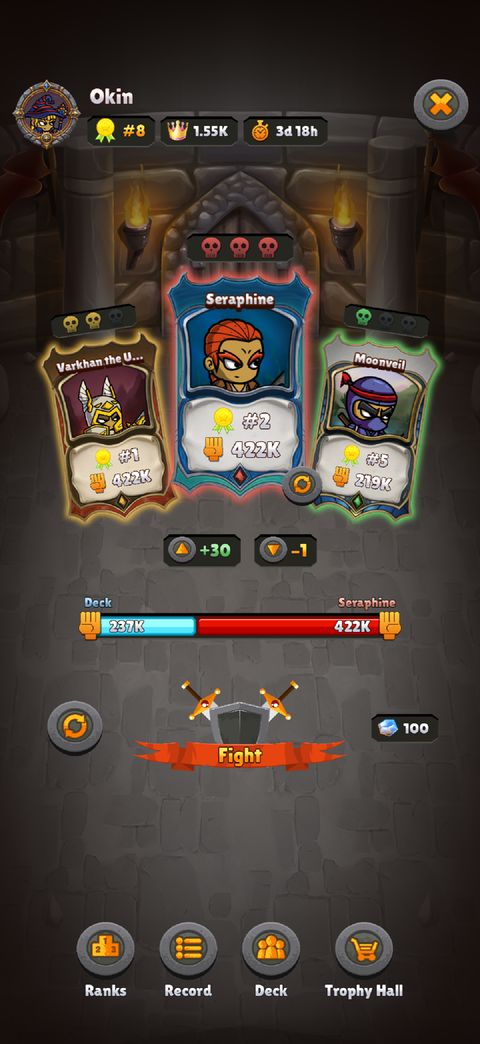 Okin
#8
1.55K
3d 18h
Seraphine
#2
422K
Varkhan the U...
#1
422K
Moonveil
#5
219K
+30
-1
Deck
Seraphine
237K
422K
Fight
100
Ranks
Record
Deck
Trophy Hall